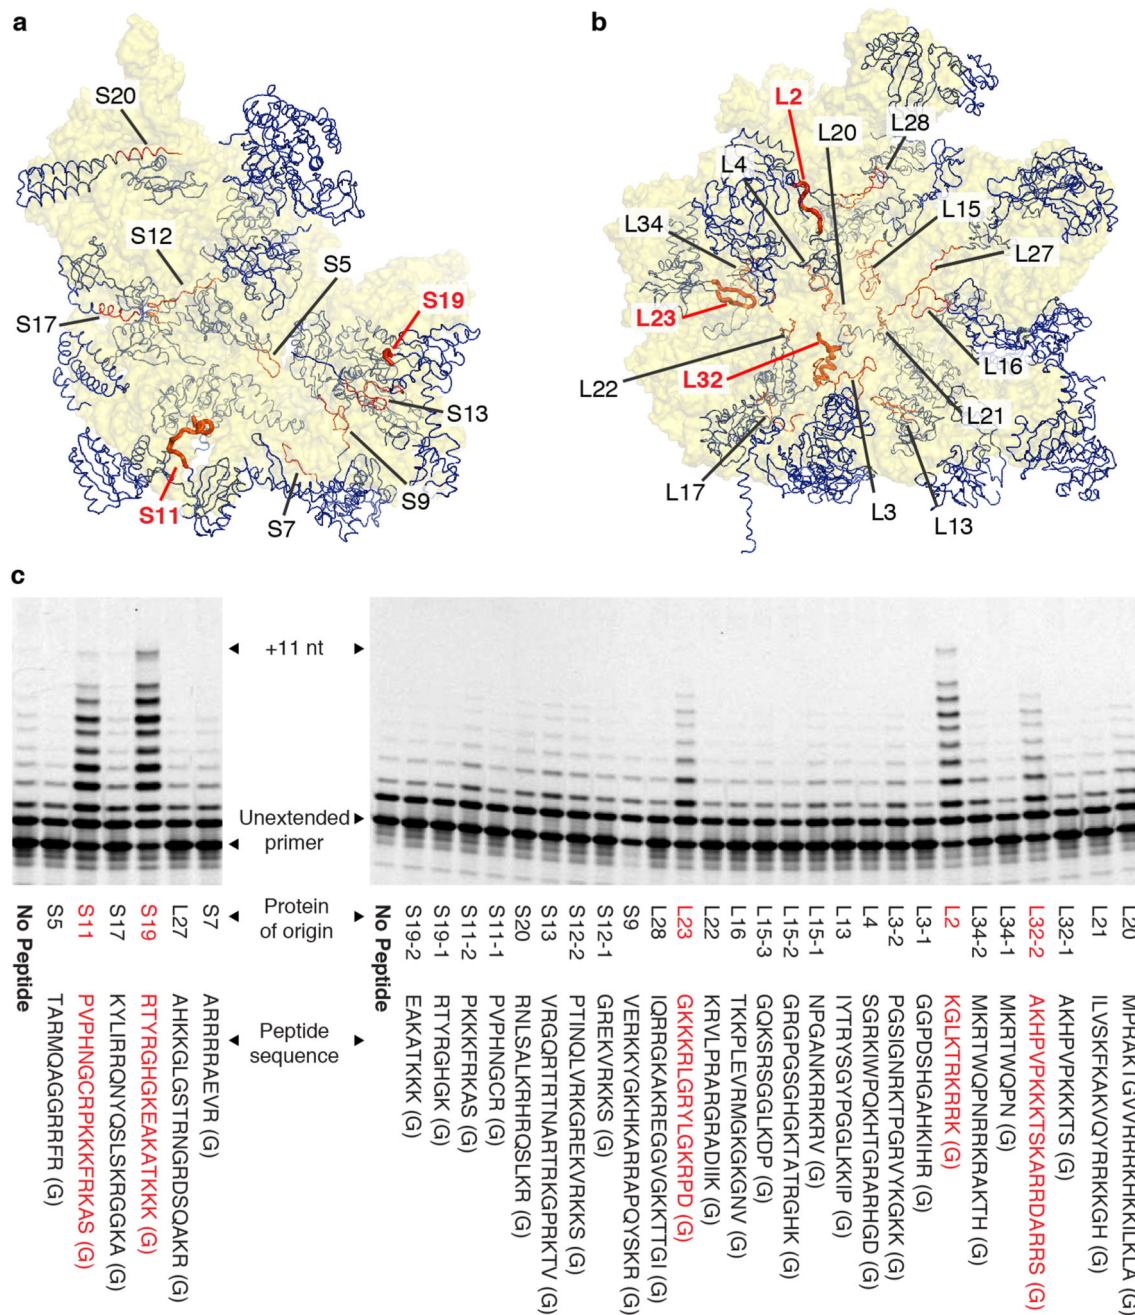 a
S20
S12
S5
S19
S17
S13
S9
S7
S11
b
L2
L20
L28
L4
L15
L34
L27
L23
L22
L32
L16
L21
L17
L3
L13
c
+11 nt
Unextended
primer
Protein
of origin
Peptide
sequence
No Peptide
S5 TARMQAGGRRFR (G)
S11 PVPHNGCRPKKKFRKAS (G)
S17 KYLIRRQNYQSLSKRGGKA (G)
S19 RTYRGHGKEAKATKKK (G)
L27 AHKKGLGSTRNGRDSQAKR (G)
S7 ARRRRAEVR (G)
No Peptide
S19-2 EAKATKKK (G)
S19-1 RTYRGHGK (G)
S11-2 PKKKFRKAS (G)
S11-1 PVPHNGCR (G)
S20 RNLSALKRHRQSLKR (G)
S13 VRGQRTRTNARTRKGPRKTV (G)
S12-2 PTINQLVRKGREKVRKKS (G)
S12-1 GREKVRKKS (G)
S9 VERKKYGKHKARRAPQYSKR (G)
L28 IQRRGKAKREGGVGKKTTGI (G)
L23 GKKKRLGRYLGKRPD (G)
L22 KRVLPRARGRADIIK (G)
L16 TKKPLEVRMGKGKGNV (G)
L15-3 GQKSRSGGLKDP (G)
L15-2 GRGPGSGHGKTATRGHK (G)
L15-1 NPGANKRRKRV (G)
L13 IYTRYSGYPGGLKKIP (G)
L4 SGRKIWPQKHTGRARHGD (G)
L3-2 PGSIGNRKTPGRVYKGKK (G)
L3-1 GGPDSHGAHKIHR (G)
L2 KGLKTRKRRK (G)
L34-2 MKRTWQPNRRKRAKTH (G)
L34-1 MKRTWQPN (G)
L32-2 AKHPVPKKKTSKARRDARRS (G)
L32-1 AKHPVPKKKTS (G)
L21 ILVSKFFKAKVQYRRKKGH (G)
L20 MPRAKTGVVRRRKHKKILKLA (G)